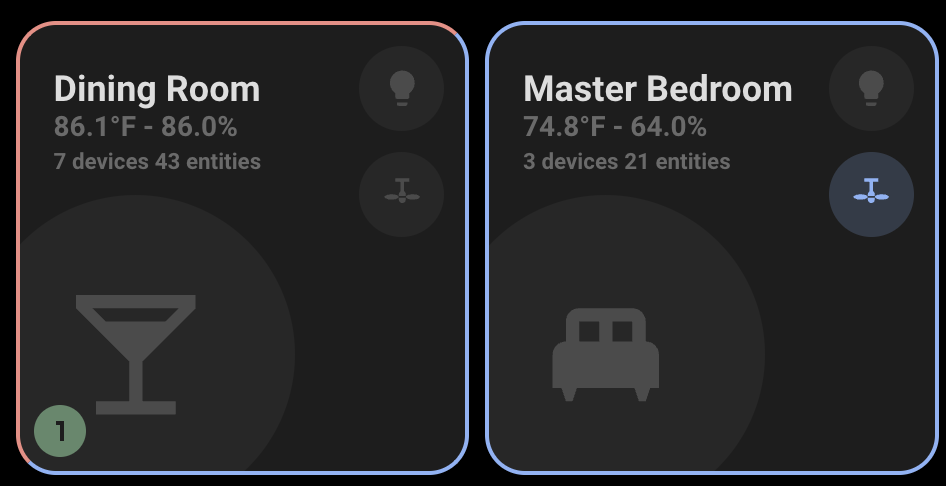 Dining Room
86.1°F - 86.0%
7 devices 43 entities
1
Master Bedroom
74.8°F - 64.0%
3 devices 21 entities